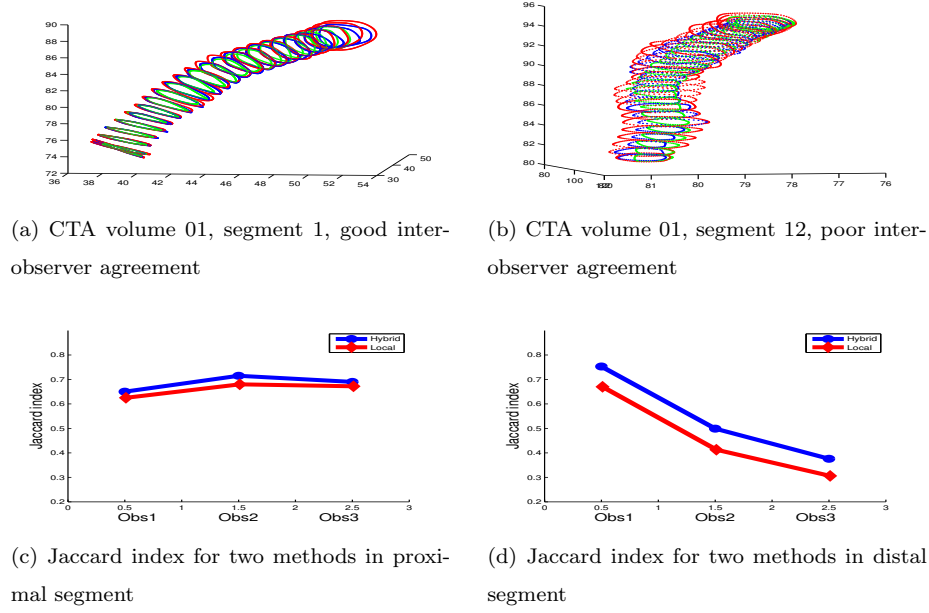 90
88
86
84
82
80
78
76
74
72
36 38 40 42 44 46 48 50 52 54
30
40
50
(a) CTA volume 01, segment 1, good inter-
observer agreement
96
94
92
90
88
86
84
82
80
80
100
81 80 79 78 77 76
(b) CTA volume 01, segment 12, poor inter-
observer agreement
Hybrid
Local
Jaccard index
0.8
0.7
0.6
0.5
0.4
0.3
0.2
0 0.5 1 1.5 2 2.5 3
Obs1 Obs2 Obs3
(c) Jaccard index for two methods in proxi-
mal segment
Hybrid
Local
Jaccard index
0.8
0.7
0.6
0.5
0.4
0.3
0.2
0 0.5 1 1.5 2 2.5 3
Obs1 Obs2 Obs3
(d) Jaccard index for two methods in distal
segment